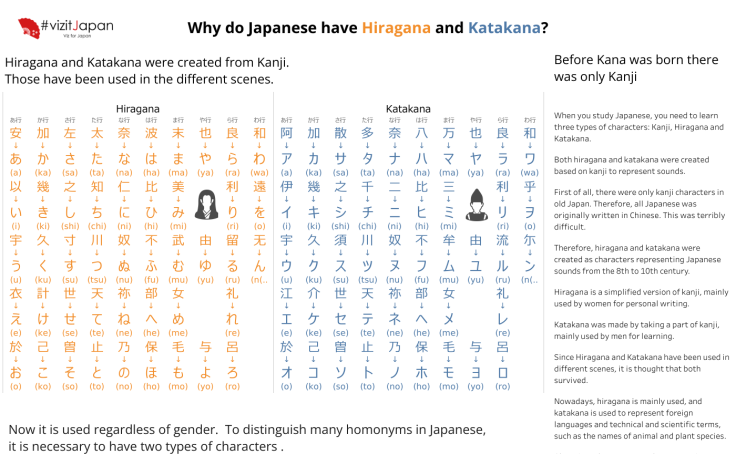 #vizitJapan
Viz for Japan
Why do Japanese have Hiragana and Katakana?
Hiragana and Katakana were created from Kanji.
Those have been used in the different scenes.
Hiragana
あ行 か行 さ行 た行 な行 は行 ま行 や行 ら行 わ行
安 加 左 太 奈 波 末 也 良 和
↓ ↓ ↓ ↓ ↓ ↓ ↓ ↓ ↓ ↓
あ か さ た な は ま や ら わ
(a) (ka) (sa) (ta) (na) (ha) (ma) (ya) (ra) (wa)
以 幾 之 知 仁 比 美 利 遠
↓ ↓ ↓ ↓ ↓ ↓ ↓ ↓ ↓
い き し ち に ひ み り を
(i) (ki) (shi) (chi) (ni) (hi) (mi) (ri) (o)
宇 久 寸 川 奴 不 武 由 留 无
↓ ↓ ↓ ↓ ↓ ↓ ↓ ↓ ↓ ↓
う く す つ ぬ ふ む ゆ る ん
(u) (ku) (su) (tsu) (nu) (fu) (mu) (yu) (ru) (n(..
衣 計 世 天 祢 部 女 礼
↓ ↓ ↓ ↓ ↓ ↓ ↓ ↓
え け せ て ね へ め れ
(e) (ke) (se) (te) (ne) (he) (me) (re)
於 己 曽 止 乃 保 毛 与 呂
↓ ↓ ↓ ↓ ↓ ↓ ↓ ↓ ↓
お こ そ と の ほ も よ ろ
(o) (ko) (so) (to) (no) (ho) (mo) (yo) (ro)
Katakana
あ行 か行 さ行 た行 な行 は行 ま行 や行 ら行 わ行
阿 加 散 多 奈 八 万 也 良 和
↓ ↓ ↓ ↓ ↓ ↓ ↓ ↓ ↓ ↓
ア カ サ タ ナ ハ マ ヤ ラ ワ
(a) (ka) (sa) (ta) (na) (ha) (ma) (ya) (ra) (wa)
伊 幾 之 千 二 比 三 利 乎
↓ ↓ ↓ ↓ ↓ ↓ ↓ ↓ ↓
イ キ シ チ ニ ヒ ミ リ ヲ
(i) (ki) (shi) (chi) (ni) (hi) (mi) (ri) (o)
宇 久 須 川 奴 不 牟 由 流 尓
↓ ↓ ↓ ↓ ↓ ↓ ↓ ↓ ↓ ↓
ウ ク ス ツ ヌ フ ム ユ ル ン
(u) (ku) (su) (tsu) (nu) (fu) (mu) (yu) (ru) (n(..
江 介 世 天 祢 部 女 礼
↓ ↓ ↓ ↓ ↓ ↓ ↓ ↓
エ ケ セ テ ネ ヘ メ レ
(e) (ke) (se) (te) (ne) (he) (me) (re)
於 己 曽 止 乃 保 毛 与 呂
↓ ↓ ↓ ↓ ↓ ↓ ↓ ↓ ↓
オ コ ソ ト ノ ホ モ ヨ ロ
(o) (ko) (so) (to) (no) (ho) (mo) (yo) (ro)
Now it is used regardless of gender. To distinguish many homonyms in Japanese,
it is necessary to have two types of characters .
Before Kana was born there
was only Kanji
When you study Japanese, you need to learn
three types of characters: Kanji, Hiragana and
Katakana.
Both hiragana and katakana were created
based on kanji to represent sounds.
First of all, there were only kanji characters in
old Japan. Therefore, all Japanese was
originally written in Chinese. This was terribly
difficult.
Therefore, hiragana and katakana were
created as characters representing Japanese
sounds from the 8th to 10th century.
Hiragana is a simplified version of kanji, mainly
used by women for personal writing.
Katakana was made by taking a part of kanji,
mainly used by men for learning.
Since Hiragana and Katakana have been used in
different scenes, it is thought that both
survived.
Nowadays, hiragana is mainly used, and
katakana is used to represent foreign
languages and technical and scientific terms,
such as the names of animal and plant species.